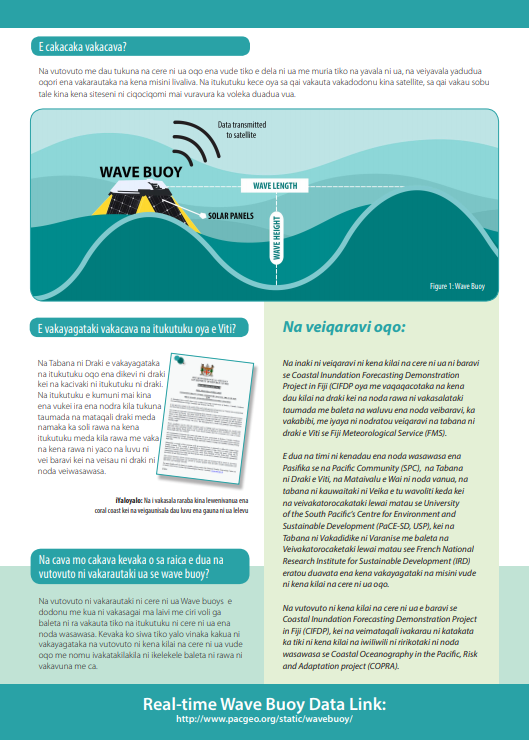 E cakacaka vakacava?
Na vutovuto me dau tukuna na cere ni ua oqo ena vude tiko e dela ni ua me muria tiko na yavala ni ua, na veiyavala yadudua
oqori ena vakarautaka na kena misini livaliva. Na itukutuku kece oya sa qai vakauta vakadodonu kina satellite, sa qai vakau sobu
tale kina kena siteseni ni ciqociqomi mai vuravura ka voleka duadua vua.
Data transmitted
to satellite
WAVE BUOY
WAVE LENGTH
SOLAR PANELS
WAVE HEIGHT
Figure 1: Wave Buoy
E vakayagataki vakacava na itukutuku oya e Viti?
Na Tabana ni Draki e vakayagataka
na itukutuku oqo ena dikevi ni draki
kei na kacivaki ni itukutuku ni draki.
Na itukutuku e kumuni mai kina
ena vukei ira ena nodra kila tukuna
taumada na mataqali draki meda
namaka ka soli rawa na kena
itukutuku meda kila rawa me vaka
na kena rawa ni yaco na luvu ni
vei baravi kei na veisau ni draki ni
noda veiwasawasa.
iYaloyalo: Na i vakasala raraba kina lewenivanua ena
coral coast kei na veigaunisala dau luvu ena gauna ni ua lelevu
Na cava mo cakava kevaka o sa raica e dua na
vutovuto ni vakarautaki ua se wave buoy?
Na vutovuto ni vakarautaki ni cere ni ua Wave buoys e
dodonu me kua ni vakasagai ma laivi me ciri voli ga
baleta ni ra vakauta tiko na itukutuku ni cere ni ua ena
noda wasawasa. Kevaka ko siwa tiko yalo vinaka kakua ni
vakayagataka na vutovuto ni kena kilai na cere ni ua vude
oqo me nomu ivakatakilakila ni ikelekele baleta ni rawa ni
vakavuna me ca.
Na veiqaravi oqo:
Na inaki ni veiqaravi ni kena kilai na cere ni ua ni baravi
se Coastal Inundation Forecasting Demonstration
Project in Fiji (CIFDP oya me vaqaqacotaka na kena
dau kilai na draki kei na noda rawa ni vakasalataki
taumada me baleta na waluvu ena noda veibaravi, ka
vakabibi, me iyaya ni nodratou veiqaravi na tabana ni
draki e Viti se Fiji Meteorological Service (FMS).
E dua na timi ni kenadau ena noda wasawasa ena
Pasifika se na Pacific Community (SPC), na Tabana
ni Draki e Viti, na Mataivalu e Wai ni noda vanua, na
tabana ni kauwaitaki ni Veika e tu wavoliti keda kei
na veivakatorocakataki lewai matau se University
of the South Pacific's Centre for Environment and
Sustainable Development (PaCE-SD, USP), kei na
Tabana ni Vakadidike ni Varanise me baleta na
Veivakatorocaketaki lewai matau see French National
Research Institute for Sustainable Development (IRD)
eratou duavata ena kena vakayagataki na misini vude
ni kena kilai na cere ni ua oqo.
Na vutovuto ni kena kilai na cere ni ua e baravi se
Coastal Inundation Forecasting Demonstration Project
in Fiji (CIFDP), kei na veimataqali ivakarau ni katakata
ka tiki ni kena kilai na iwiliwili ni ririkotaki ni noda
wasawasa se Coastal Oceanography in the Pacific, Risk
and Adaptation project (COPRA).
Real-time Wave Buoy Data Link:
http://www.pacgeo.org/static/wavebuoy/